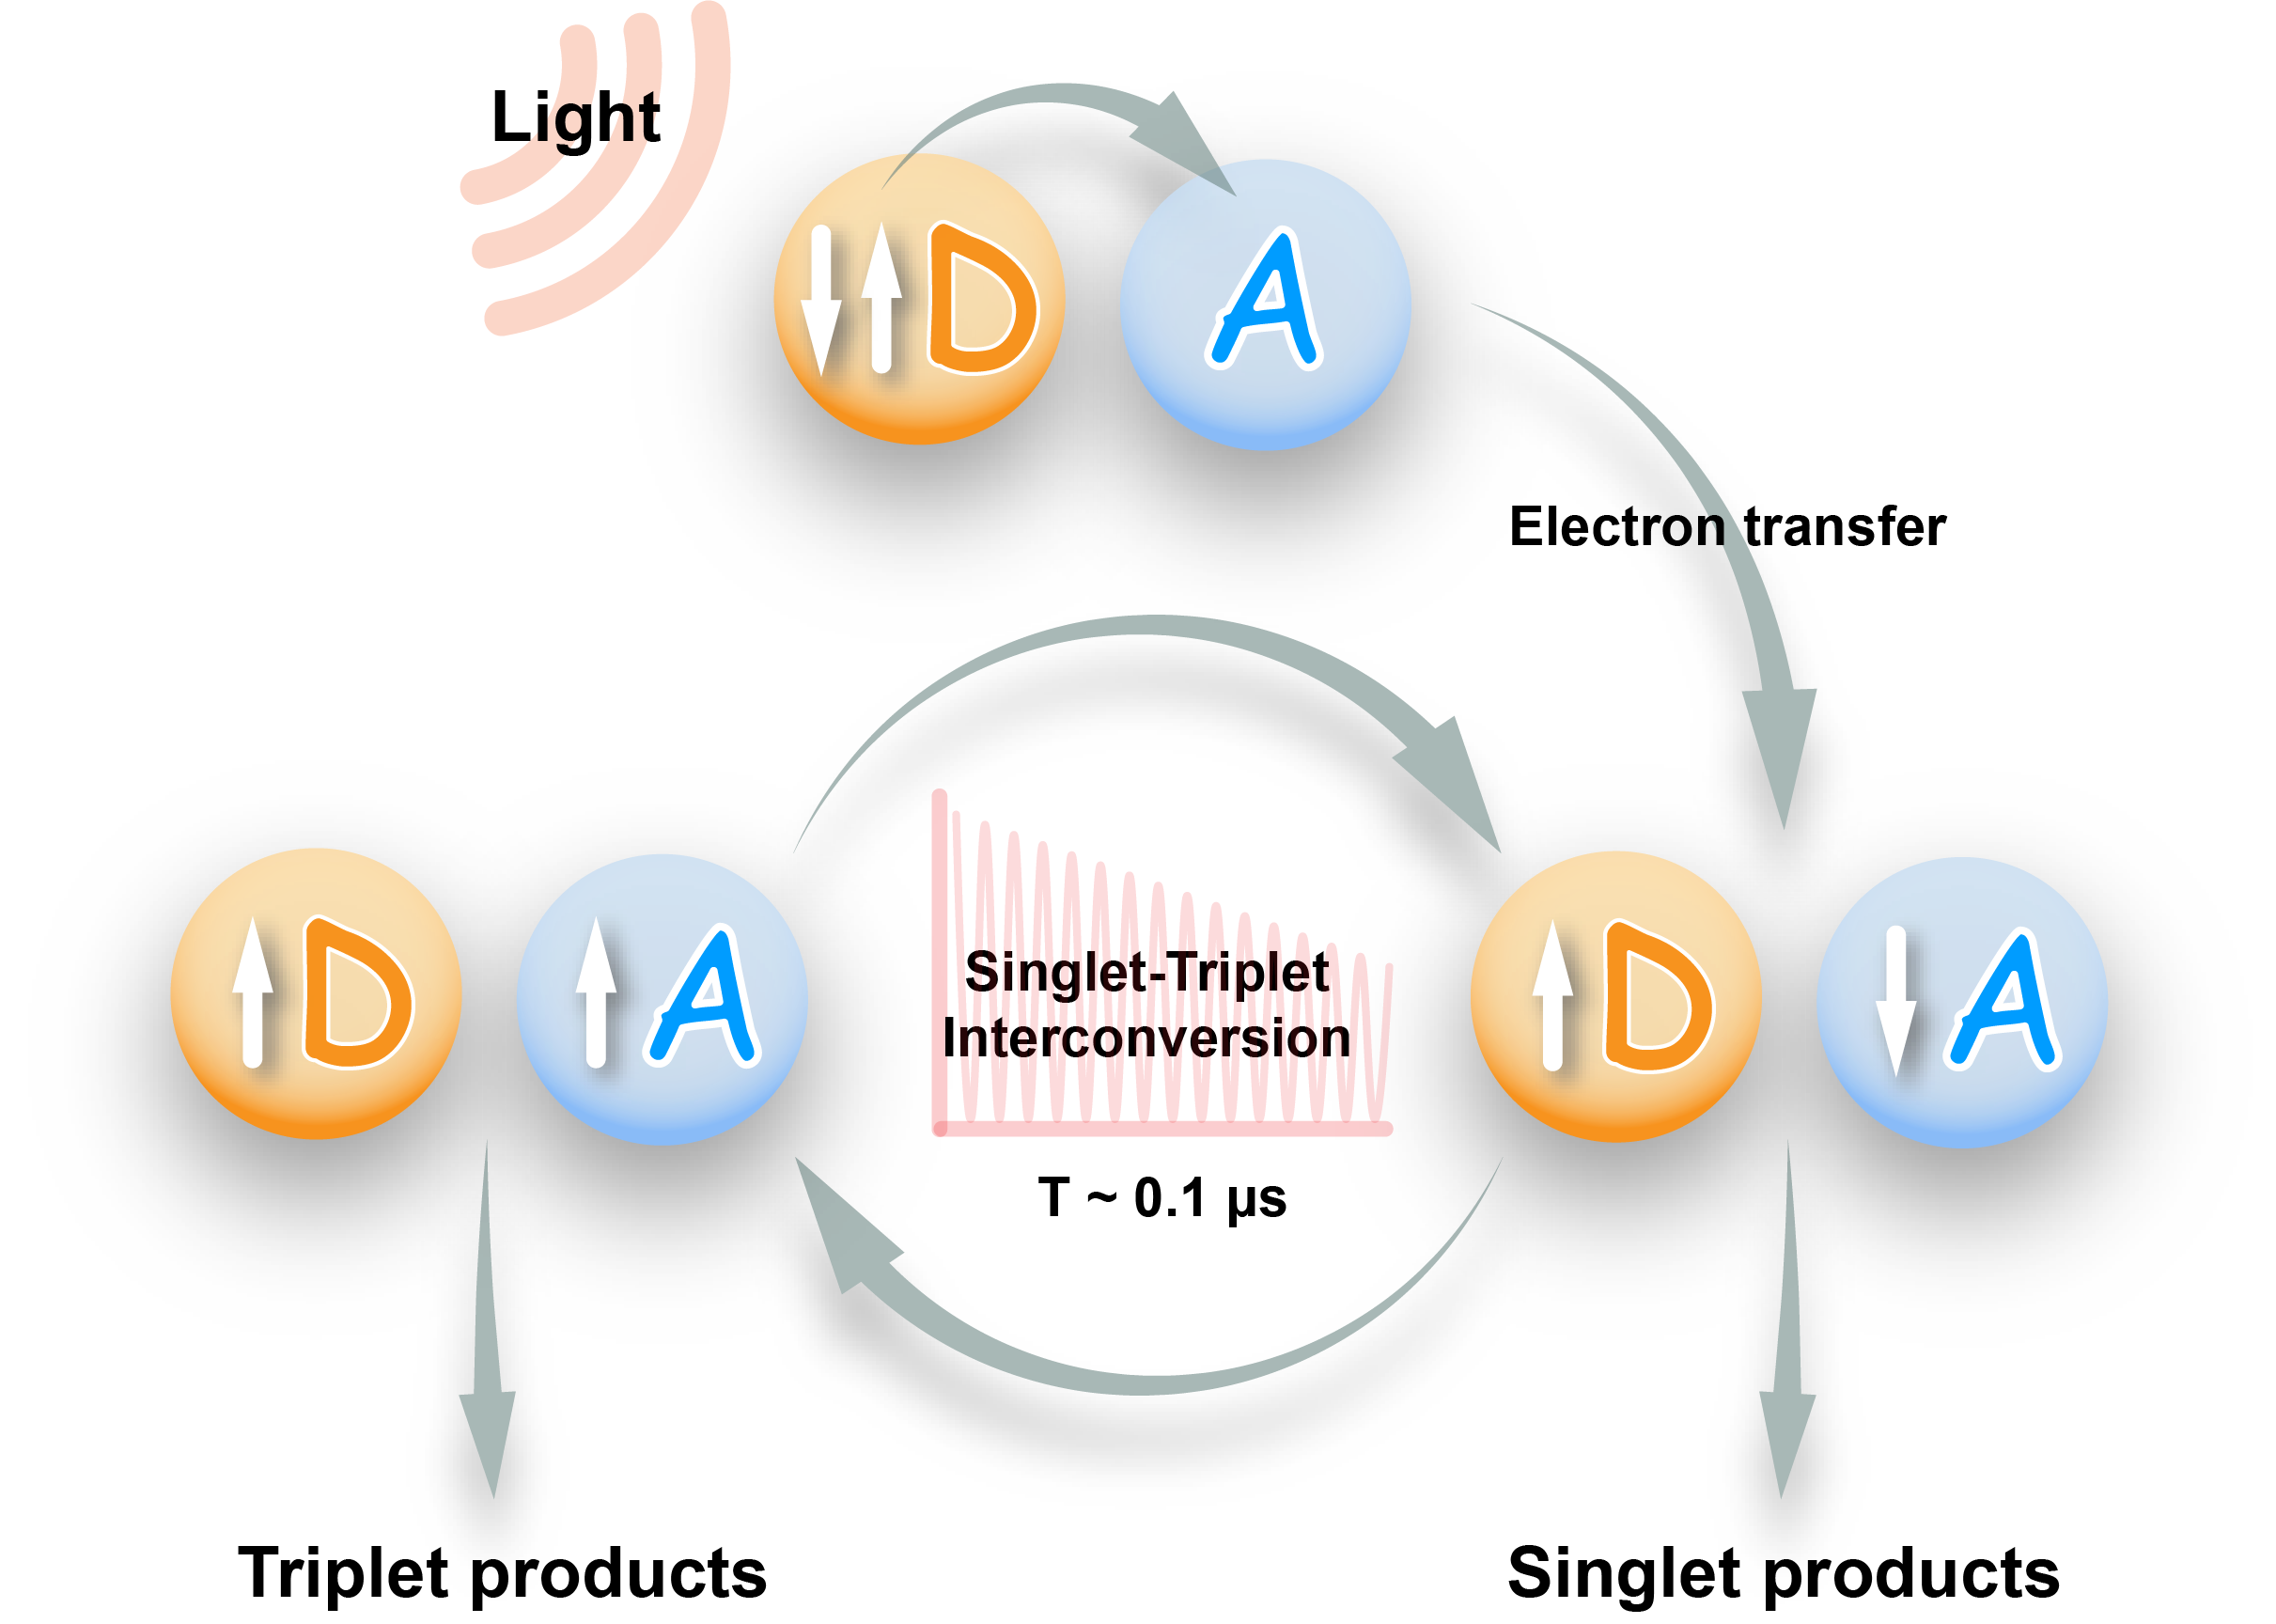 Light
D
A
Electron transfer
D
A
Singlet-Triplet
Interconversion
T ~ 0.1 µs
D
A
Triplet products
Singlet products